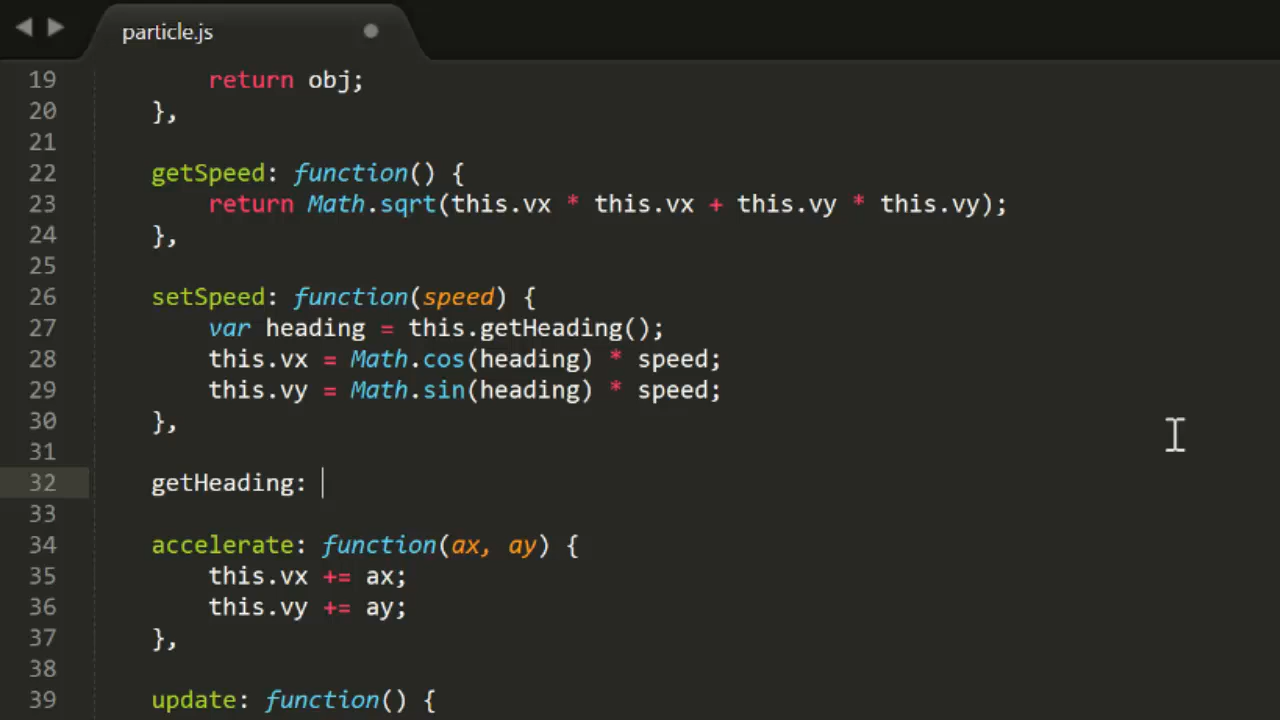 particle.js
19 return obj;
20 },
21
22 getSpeed: function() {
23 return Math.sqrt(this.vx * this.vx + this.vy * this.vy);
24 },
25
26 setSpeed: function(speed) {
27 var heading = this.getHeading();
28 this.vx = Math.cos(heading) * speed;
29 this.vy = Math.sin(heading) * speed;
30 },
31
32 getHeading:
33
34 accelerate: function(ax, ay) {
35 this.vx += ax;
36 this.vy += ay;
37 },
38
39 update: function() {